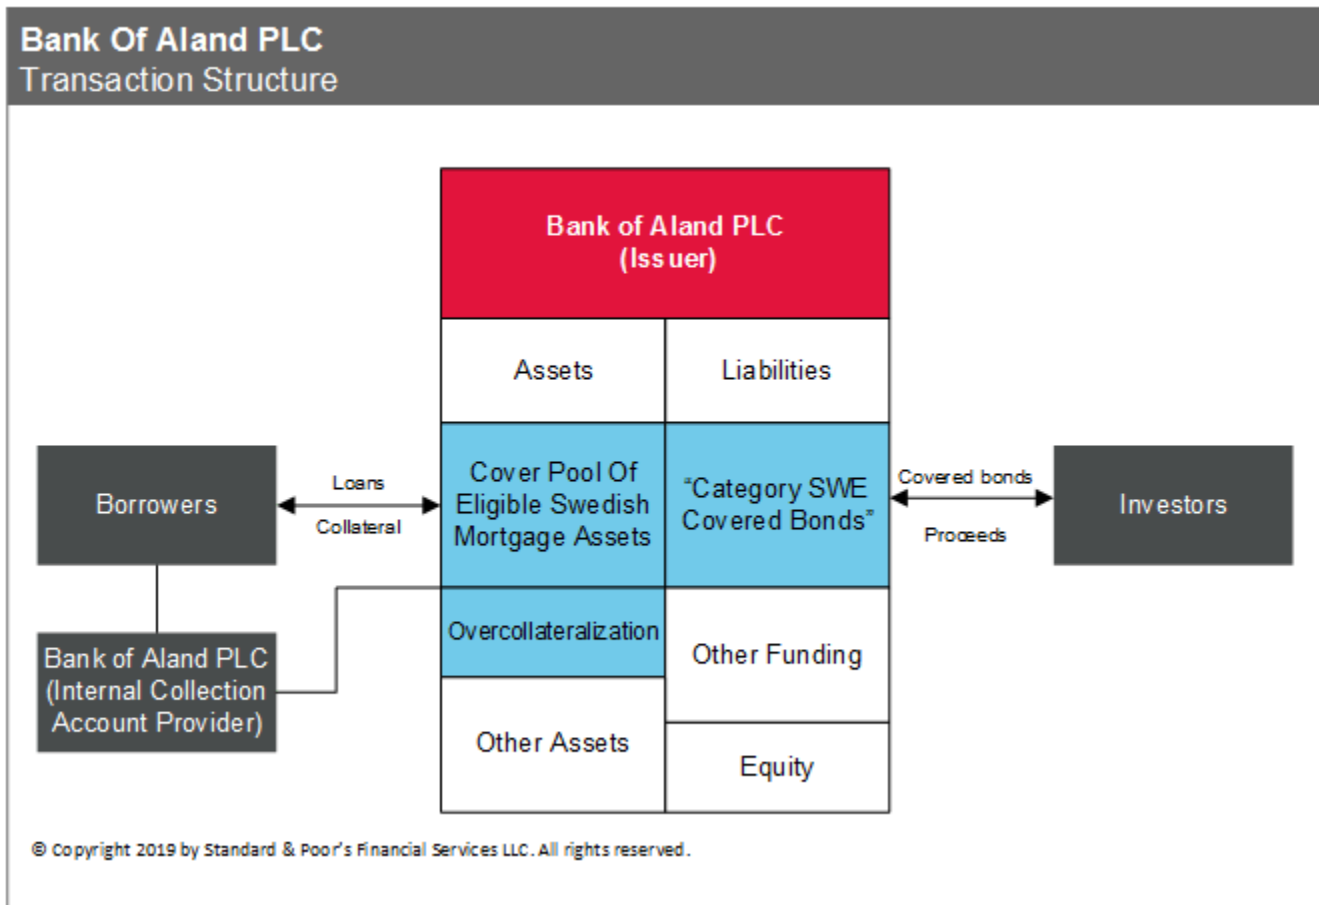 Bank Of Aland PLC
Transaction Structure
Bank of Aland PLC
(Issuer)
Assets
Liabilities
Borrowers
Loans
Collateral
Cover Pool Of
Eligible Swedish
Mortgage Assets
"Category SWE
Covered Bonds"
Covered bonds
Proceeds
Investors
Bank of Aland PLC
(Internal Collection
Account Provider)
Overcollateralization
Other Funding
Other Assets
Equity
© Copyright 2019 by Standard & Poor's Financial Services LLC. All rights reserved.